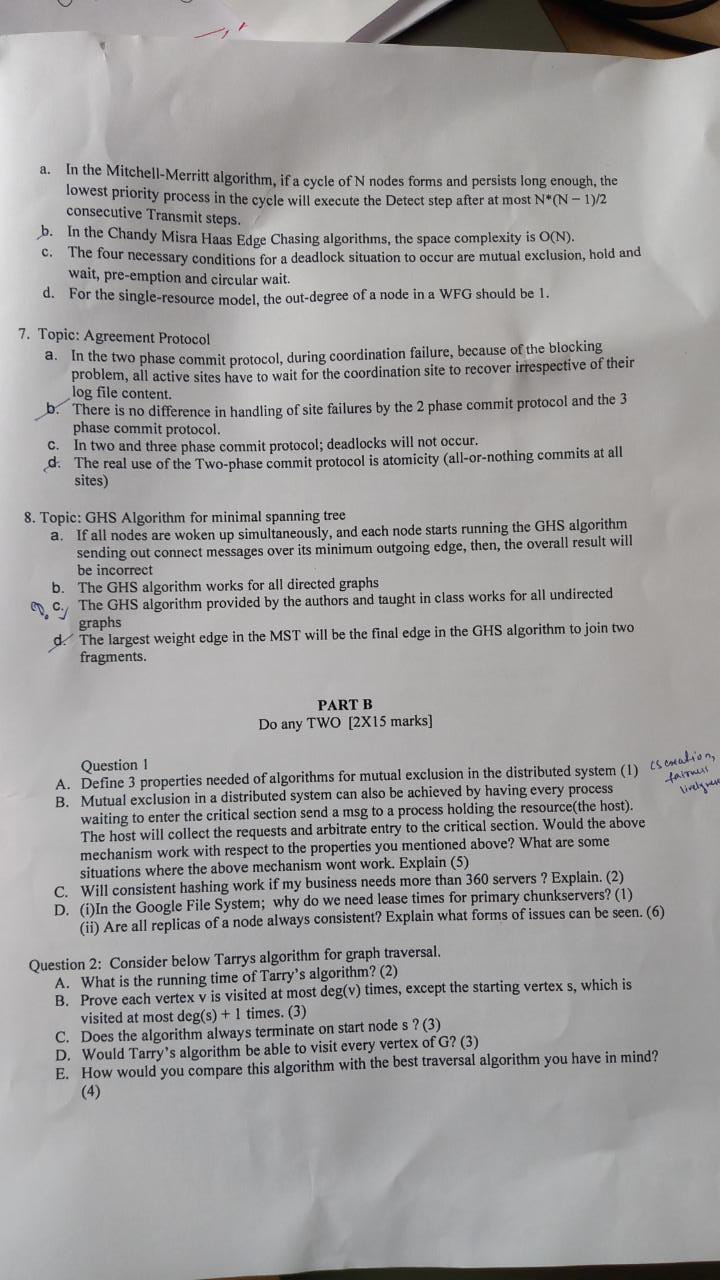 a. In the Mitchell-Merritt algorithm, if a cycle of N nodes forms and persists long enough, the
lowest priority process in the cycle will execute the Detect step after at most N*(N – 1)/2
consecutive Transmit steps.
b. In the Chandy Misra Haas Edge Chasing algorithms, the space complexity is O(N).
c. The four necessary conditions for a deadlock situation to occur are mutual exclusion, hold and
wait, pre-emption and circular wait.
d. For the single-resource model, the out-degree of a node in a WFG should be 1.
7. Topic: Agreement Protocol
a. In the two phase commit protocol, during coordination failure, because of the blocking
problem, all active sites have to wait for the coordination site to recover irrespective of their
log file content.
b. There is no difference in handling of site failures by the 2 phase commit protocol and the 3
phase commit protocol.
c. In two and three phase commit protocol; deadlocks will not occur.
d. The real use of the Two-phase commit protocol is atomicity (all-or-nothing commits at all
sites)
8. Topic: GHS Algorithm for minimal spanning tree
a. If all nodes are woken up simultaneously, and each node starts running the GHS algorithm
sending out connect messages over its minimum outgoing edge, then, the overall result will
be incorrect
b. The GHS algorithm works for all directed graphs
c. The GHS algorithm provided by the authors and taught in class works for all undirected
graphs
d. The largest weight edge in the MST will be the final edge in the GHS algorithm to join two
fragments.
PART B
Do any TWO [2X15 marks]
Question 1
A. Define 3 properties needed of algorithms for mutual exclusion in the distributed system (1)
fairness
B. Mutual exclusion in a distributed system can also be achieved by having every process
waiting to enter the critical section send a msg to a process holding the resource(the host).
The host will collect the requests and arbitrate entry to the critical section. Would the above
mechanism work with respect to the properties you mentioned above? What are some
situations where the above mechanism wont work. Explain (5)
C. Will consistent hashing work if my business needs more than 360 servers ? Explain. (2)
D. (i)In the Google File System; why do we need lease times for primary chunkservers? (1)
(ii) Are all replicas of a node always consistent? Explain what forms of issues can be seen. (6)
Question 2: Consider below Tarrys algorithm for graph traversal.
A. What is the running time of Tarry's algorithm? (2)
B. Prove each vertex v is visited at most deg(v) times, except the starting vertex s, which is
visited at most deg(s) + 1 times. (3)
C. Does the algorithm always terminate on start node s ? (3)
D. Would Tarry's algorithm be able to visit every vertex of G? (3)
E. How would you compare this algorithm with the best traversal algorithm you have in mind?
(4)